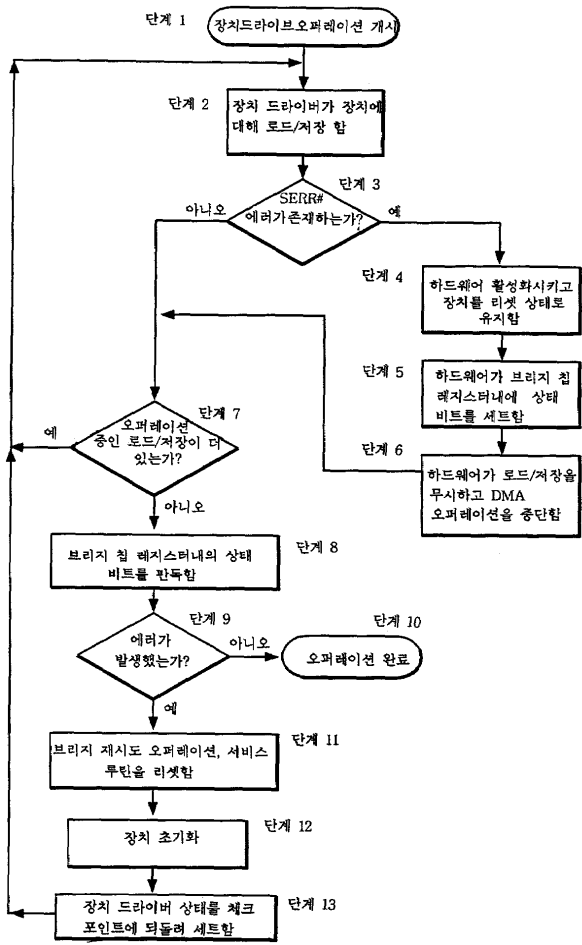 단계 1
장치드라이브오퍼레이션 개시
단계 2
장치 드라이버가 장치에
대해 로드/저장 함
단계 3
SERR#
에러가존재하는가?
아니오
예
단계 4
하드웨어 활성화시키고
장치를 리셋 상태로
유지함
단계 5
하드웨어가 브리지 칩
레지스터내에 상태
비트를 세트함
단계 6
하드웨어가 로드/저장을
무시하고 DMA
오퍼레이션을 중단함
단계 7
오퍼레이션
중인 로드/저장이 더
있는가?
예
아니오
단계 8
브리지 칩 레지스터내의 상태
비트를 판독함
단계 9
에러가
발생했는가?
아니오
예
단계 10
오퍼레이션 완료
단계 11
브리지 재시도 오퍼레이션, 서비스
루틴을 리셋함
단계 12
장치 초기화
단계 13
장치 드라이버 상태를 체크
포인트에 되돌려 세트함